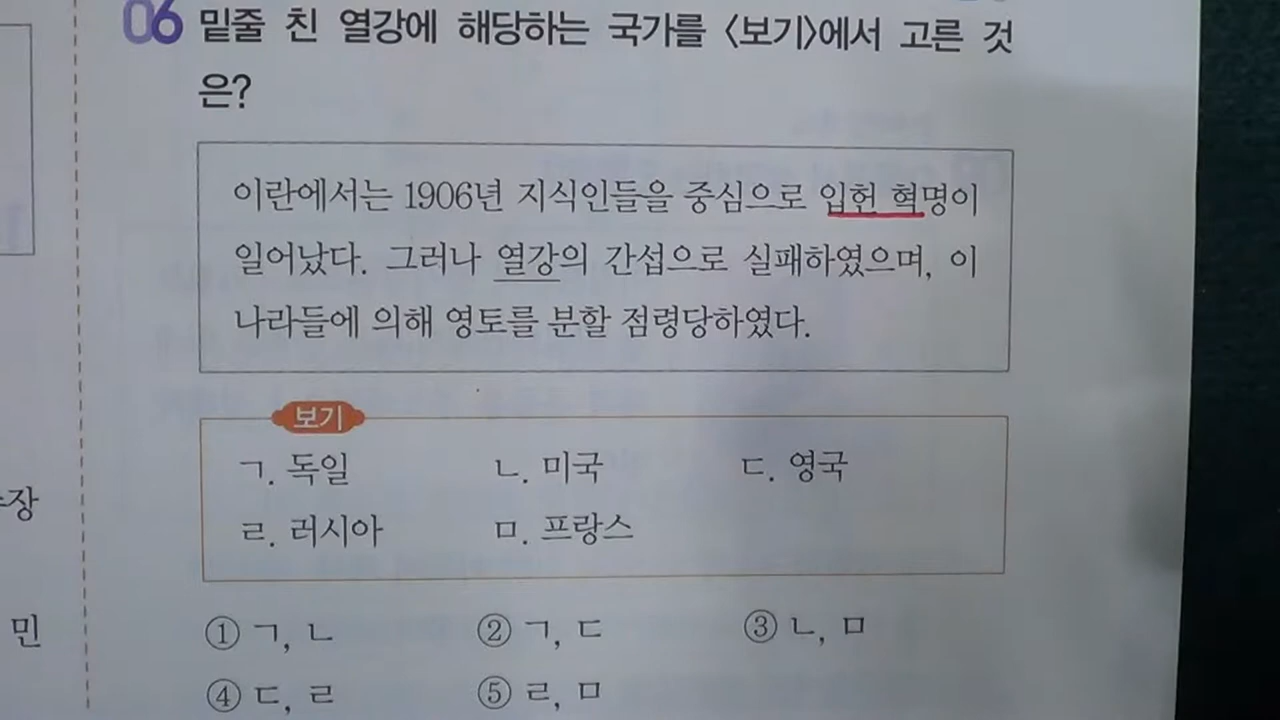 06 밑줄 친 열강에 해당하는 국가를 〈보기〉에서 고른 것
은?
이란에서는 1906년 지식인들을 중심으로 입헌 혁명이
일어났다. 그러나 열강의 간섭으로 실패하였으며, 이
나라들에 의해 영토를 분할 점령당하였다.
보기
ㄱ. 독일 ㄴ. 미국 ㄷ. 영국
ㄹ. 러시아 ㅁ. 프랑스
① ㄱ, ㄴ ② ㄱ, ㄷ ③ ㄴ, ㅁ
④ ㄷ, ㄹ ⑤ ㄹ, ㅁ
장
민